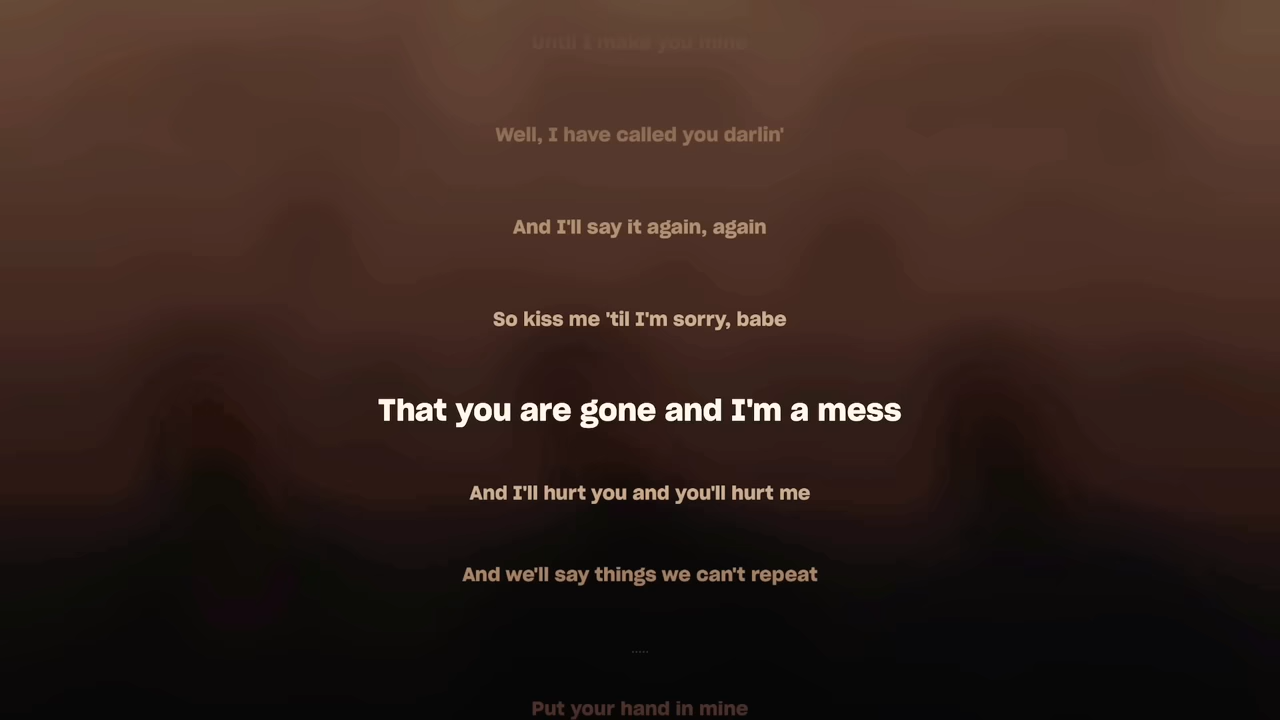 Until I make you mine
Well, I have called you darlin'
And I'll say it again, again
So kiss me 'til I'm sorry, babe
That you are gone and I'm a mess
And I'll hurt you and you'll hurt me
And we'll say things we can't repeat
.....
Put your hand in mine